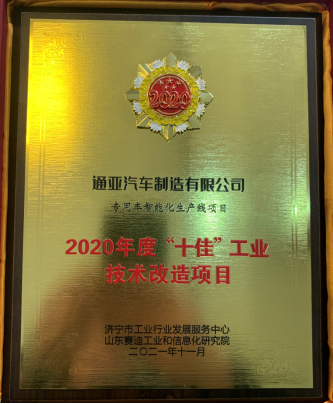 2020
通亚汽车制造有限公司
专用车智能化生产线项目
2020年度“十佳”工业
技术改造项目
济宁市工业行业发展服务中心
山东赛迪工业和信息化研究院
二〇二一年十一月